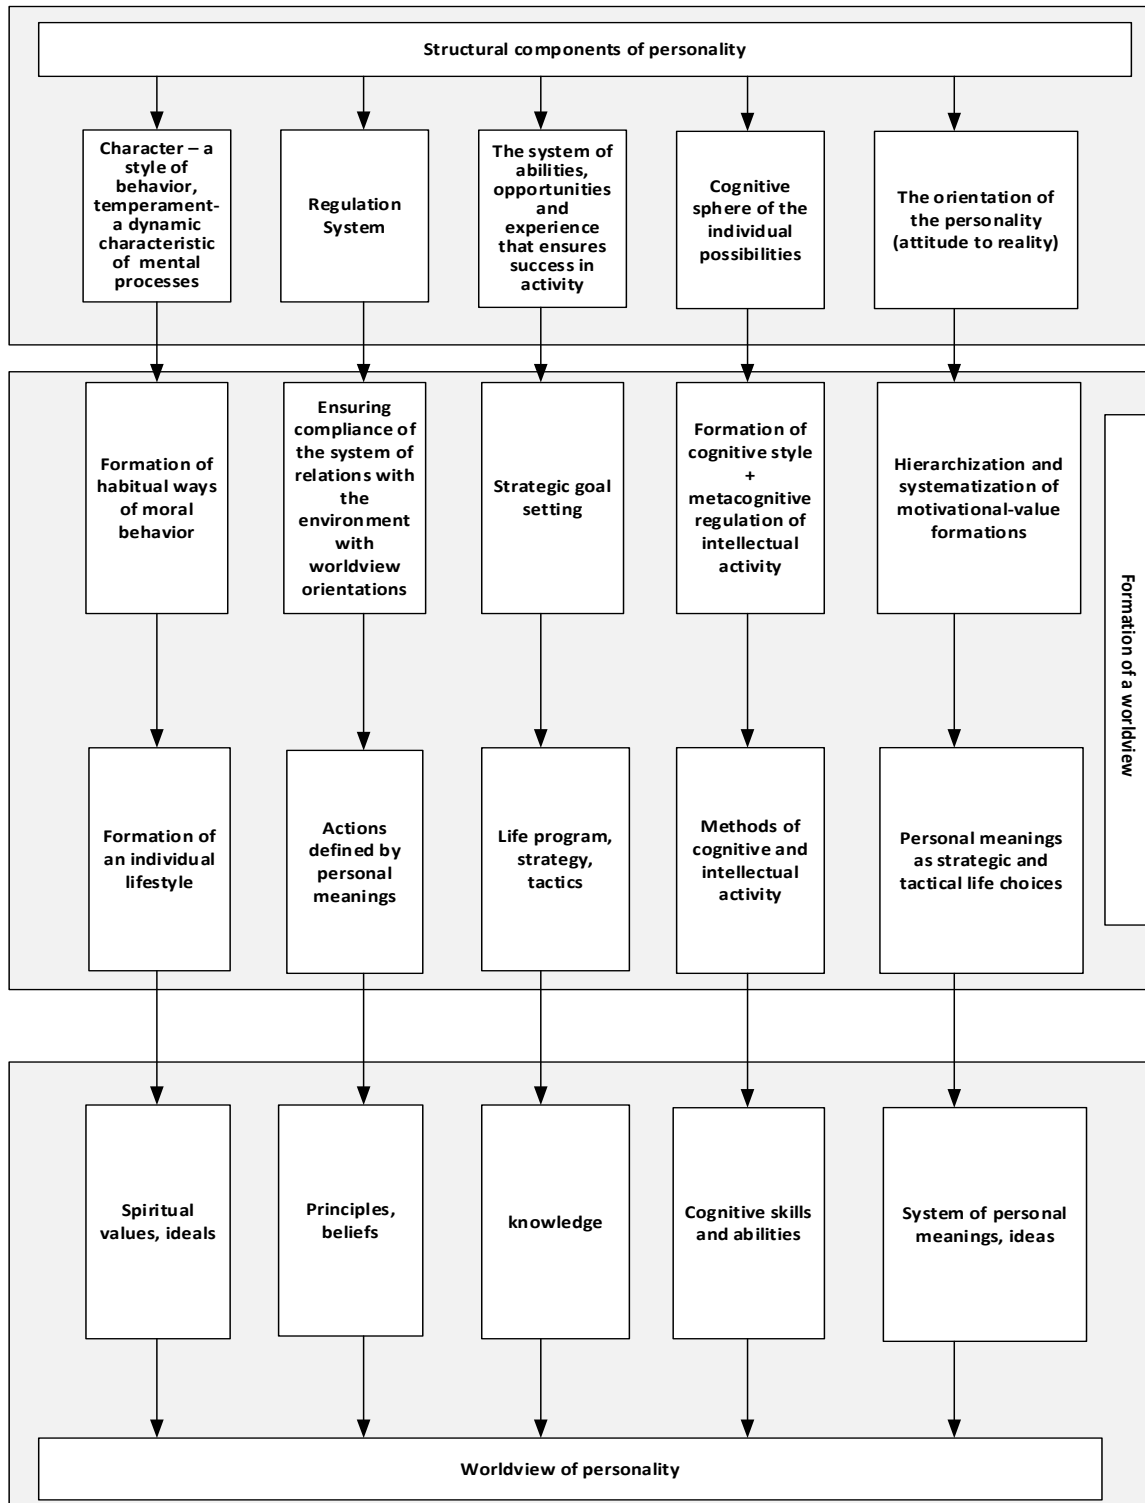 Structural components of personality
Character – a
style of
behavior,
temperament-
a dynamic
characteristic
of mental
processes
Regulation
System
The system of
abilities,
opportunities
and
experience
that ensures
success in
activity
Cognitive
sphere of the
individual
possibilities
The orientation of
the personality
(attitude to reality)
Formation of
habitual ways
of moral
behavior
Ensuring
compliance of
the system of
relations with
the
environment
with
worldview
orientations
Strategic goal
setting
Formation of
cognitive style
+
metacognitive
regulation of
intellectual
activity
Hierarchization and
systematization of
motivational-value
formations
Formation of a worldview
Formation of
an individual
lifestyle
Actions
defined by
personal
meanings
Life program,
strategy,
tactics
Methods of
cognitive and
intellectual
activity
Personal meanings
as strategic and
tactical life choices
Spiritual
values, ideals
Principles,
beliefs
knowledge
Cognitive skills
and abilities
System of personal
meanings, ideas
Worldview of personality